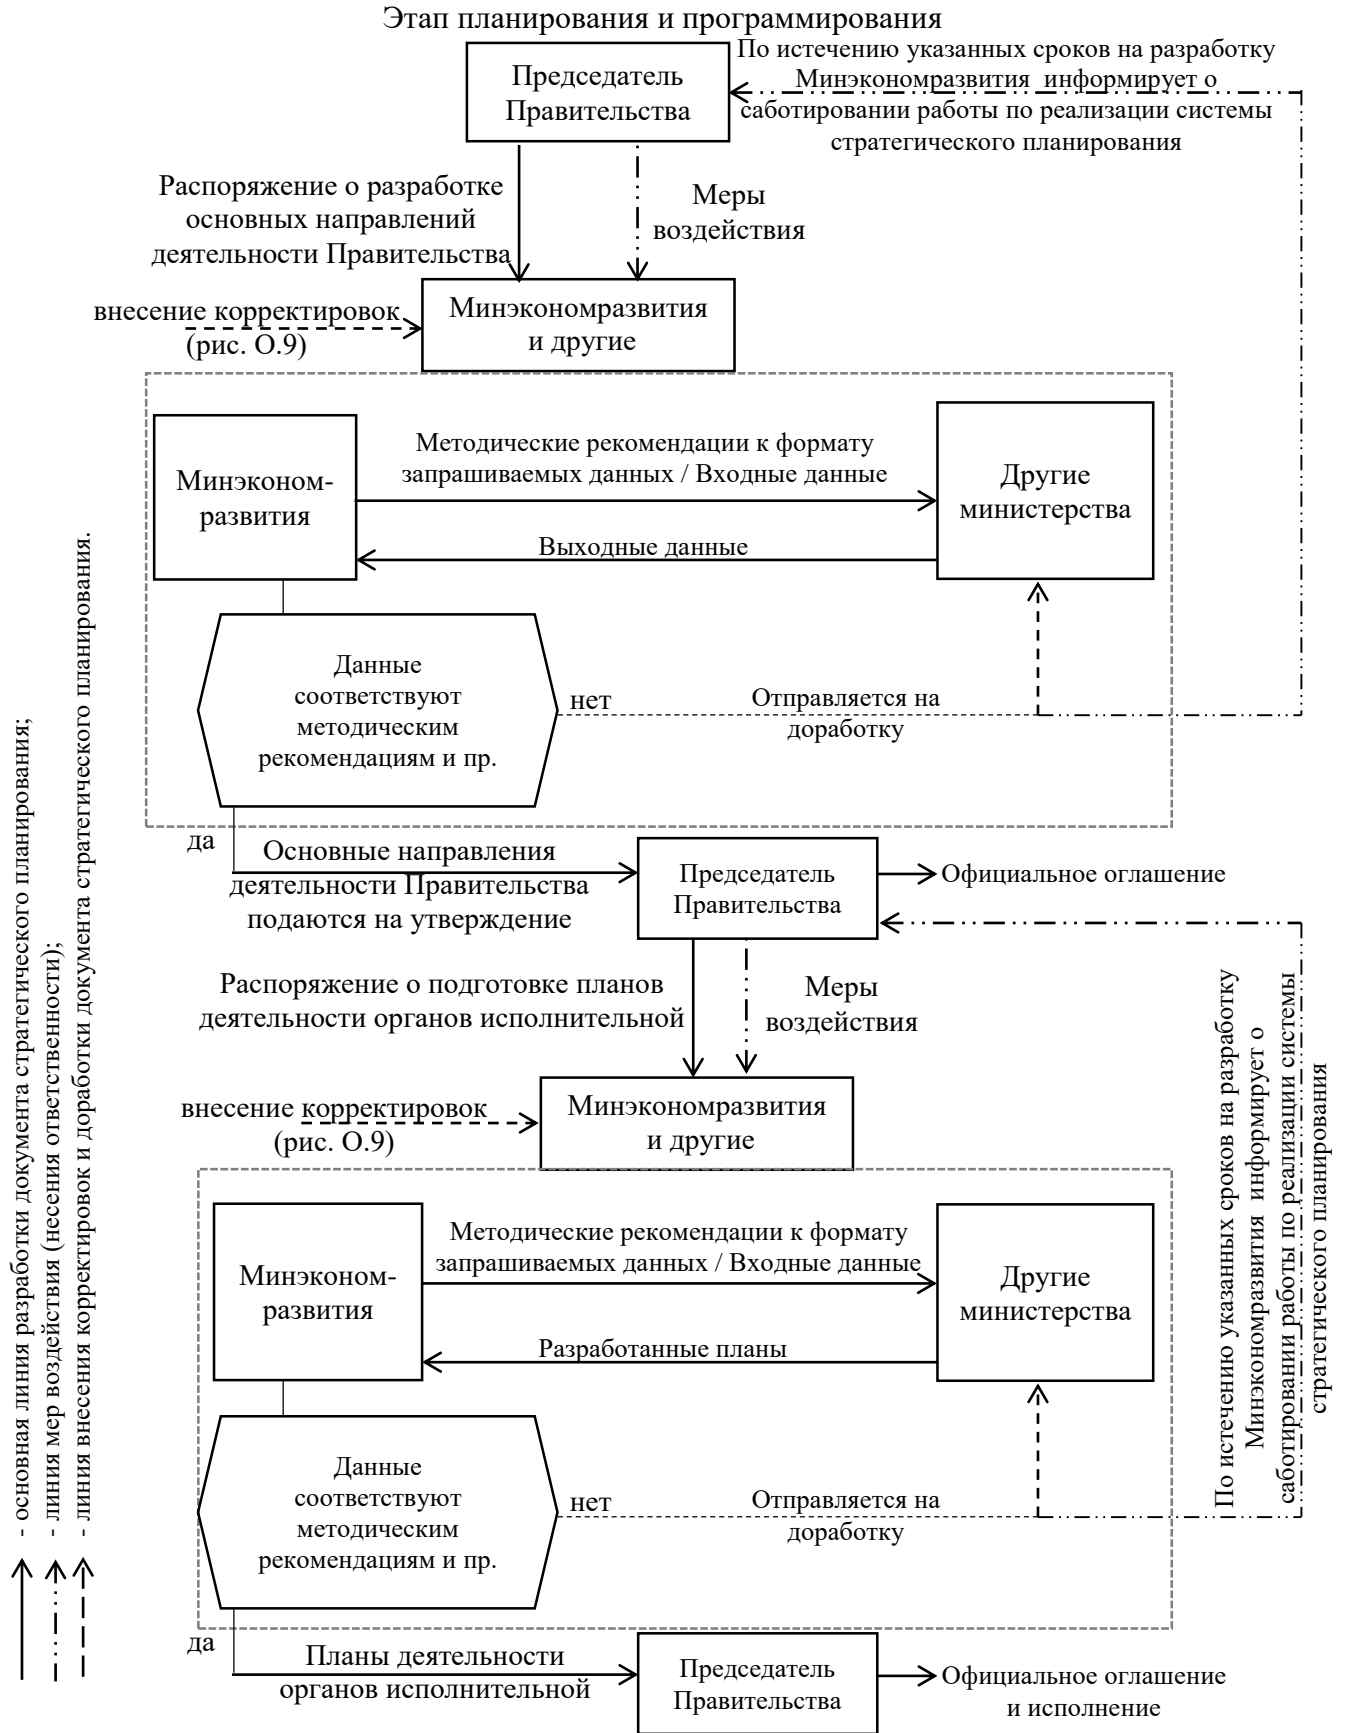 Этап планирования и программирования
Председатель
Правительства
По истечению указанных сроков на разработку
Минэкономразвития информирует о
саботировании работы по реализации системы
стратегического планирования
Распоряжение о разработке
основных направлений
деятельности Правительства
Меры
воздействия
внесение корректировок
(рис. О.9)
Минэкономразвития
и другие
Минэконом-
развития
Методические рекомендации к формату
запрашиваемых данных / Входные данные
Выходные данные
Другие
министерства
Данные
соответствуют
методическим
рекомендациям и пр.
нет
Отправляется на
доработку
да
Основные направления
деятельности Правительства
подаются на утверждение
Председатель
Правительства
Официальное оглашение
Распоряжение о подготовке планов
деятельности органов исполнительной
Меры
воздействия
По истечению указанных сроков на разработку
Минэкономразвития информирует о
саботировании работы по реализации системы
стратегического планирования
внесение корректировок
(рис. О.9)
Минэкономразвития
и другие
Минэконом-
развития
Методические рекомендации к формату
запрашиваемых данных / Входные данные
Разработанные планы
Другие
министерства
Данные
соответствуют
методическим
рекомендациям и пр.
нет
Отправляется на
доработку
да
Планы деятельности
органов исполнительной
Председатель
Правительства
Официальное оглашение
и исполнение
- основная линия разработки документа стратегического планирования;
- линия мер воздействия (несения ответственности);
- линия внесения корректировок и доработки документа стратегического планирования.